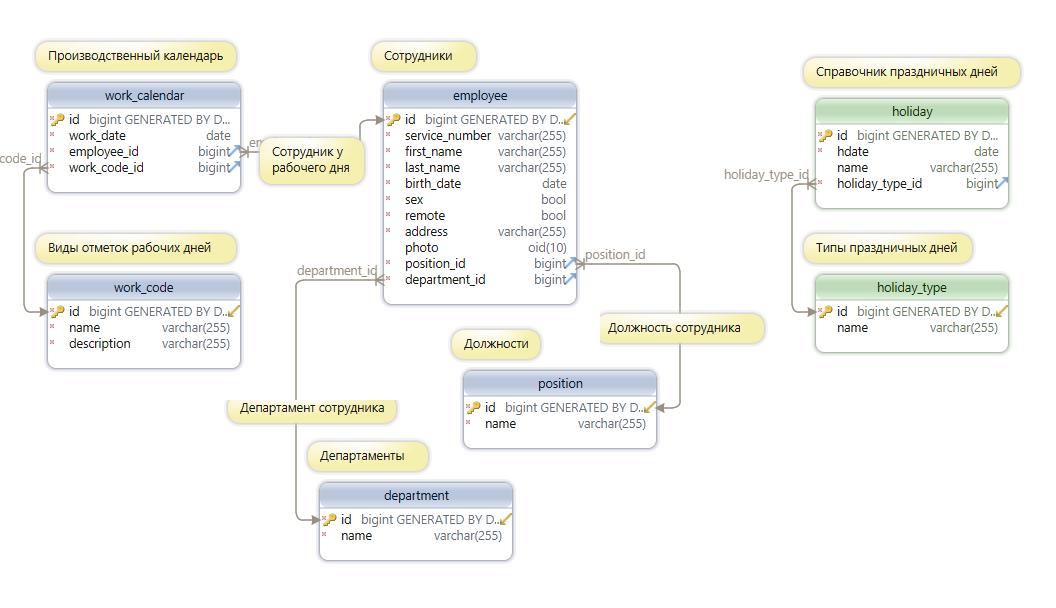 Производственный календарь
work_calendar
id bigint GENERATED BY D...
work_date date
employee_id bigint
work_code_id bigint
code_id
Сотрудник у
рабочего дня
Виды отметок рабочих дней
work_code
id bigint GENERATED BY D...
name varchar(255)
description varchar(255)
Сотрудники
employee
id bigint GENERATED BY D...
service_number varchar(255)
first_name varchar(255)
last_name varchar(255)
birth_date date
sex bool
remote bool
address varchar(255)
photo oid(10)
position_id bigint
department_id bigint
department_id
position_id
Должность сотрудника
Должности
position
id bigint GENERATED BY D...
name varchar(255)
Департамент сотрудника
Департаменты
department
id bigint GENERATED BY D...
name varchar(255)
Справочник праздничных дней
holiday
id bigint GENERATED BY D...
hdate date
name varchar(255)
holiday_type_id bigint
holiday_type_id
Типы праздничных дней
holiday_type
id bigint GENERATED BY D...
name varchar(255)